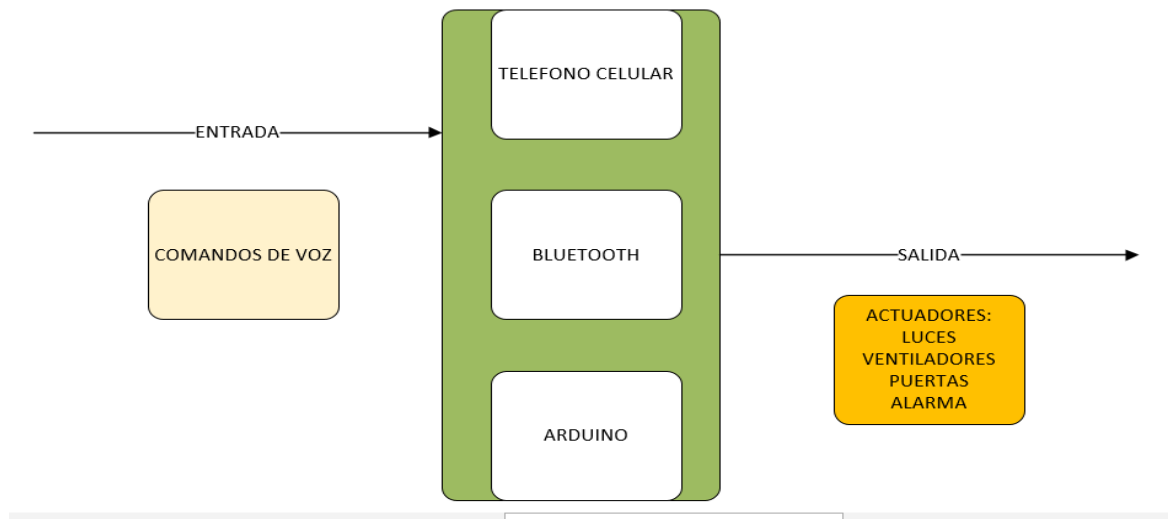 TELEFONO CELULAR
ENTRADA
COMANDOS DE VOZ
BLUETOOTH
SALIDA
ACTUADORES:
LUCES
VENTILADORES
PUERTAS
ALARMA
ARDUINO